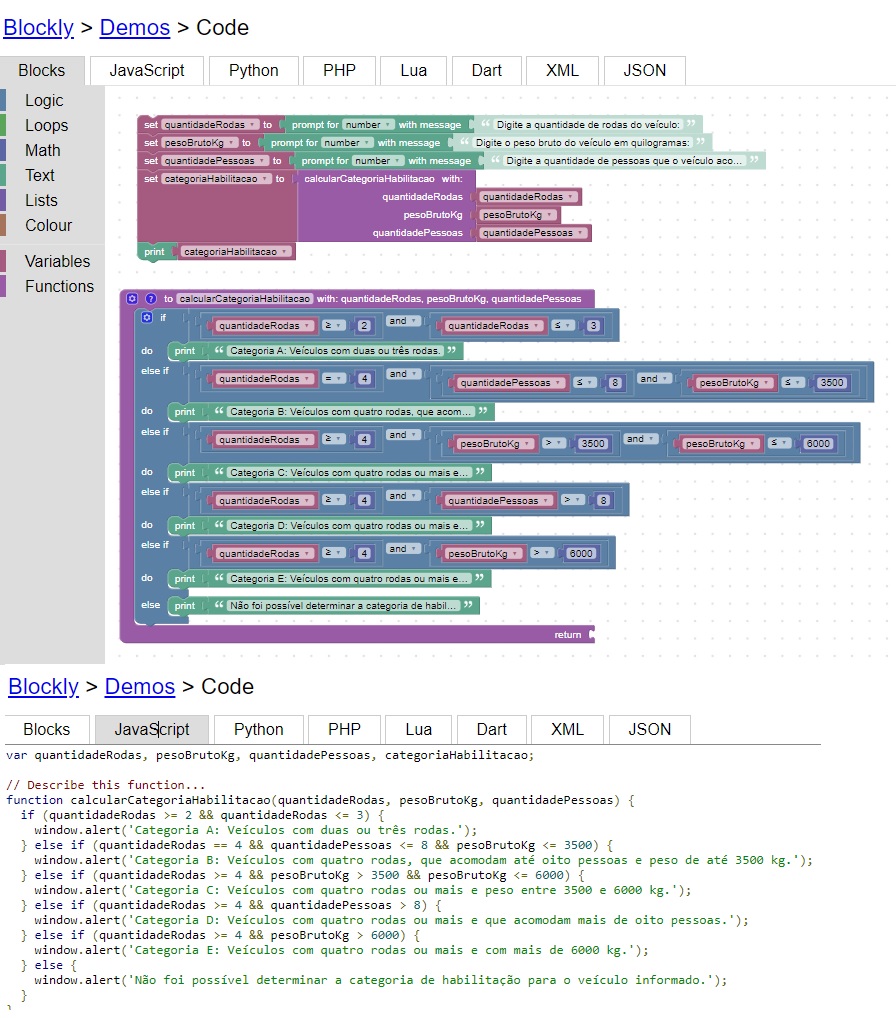 Blockly > Demos > Code
Blocks JavaScript Python PHP Lua Dart XML JSON
Logic
Loops
Math
Text
Lists
Colour
Variables
Functions
set quantidadeRodas to prompt for number with message “ Digite a quantidade de rodas do veículo: ”
set pesoBrutoKg to prompt for number with message “ Digite o peso bruto do veículo em quilogramas: ”
set quantidadePessoas to prompt for number with message “ Digite a quantidade de pessoas que o veículo aco... ”
set categoriaHabilitacao to calcularCategoriaHabilitacao with:
quantidadeRodas quantidadeRodas
pesoBrutoKg pesoBrutoKg
quantidadePessoas quantidadePessoas
print categoriaHabilitacao
? to calcularCategoriaHabilitacao with: quantidadeRodas, pesoBrutoKg, quantidadePessoas
if quantidadeRodas ≥ 2 and quantidadeRodas ≤ 3
do print “ Categoria A: Veículos com duas ou três rodas. ”
else if quantidadeRodas = 4 and quantidadePessoas ≤ 8 and pesoBrutoKg ≤ 3500
do print “ Categoria B: Veículos com quatro rodas, que acom... ”
else if quantidadeRodas ≥ 4 and pesoBrutoKg > 3500 and pesoBrutoKg ≤ 6000
do print “ Categoria C: Veículos com quatro rodas ou mais e... ”
else if quantidadeRodas ≥ 4 and quantidadePessoas > 8
do print “ Categoria D: Veículos com quatro rodas ou mais e... ”
else if quantidadeRodas ≥ 4 and pesoBrutoKg > 6000
do print “ Categoria E: Veículos com quatro rodas ou mais e... ”
else print “ Não foi possível determinar a categoria de habil... ”
return
Blockly > Demos > Code
Blocks JavaScript Python PHP Lua Dart XML JSON
var quantidadeRodas, pesoBrutoKg, quantidadePessoas, categoriaHabilitacao;
// Describe this function...
function calcularCategoriaHabilitacao(quantidadeRodas, pesoBrutoKg, quantidadePessoas) {
if (quantidadeRodas >= 2 && quantidadeRodas <= 3) {
window.alert('Categoria A: Veículos com duas ou três rodas.');
} else if (quantidadeRodas == 4 && quantidadePessoas <= 8 && pesoBrutoKg <= 3500) {
window.alert('Categoria B: Veículos com quatro rodas, que acomodam até oito pessoas e peso de até 3500 kg.');
} else if (quantidadeRodas >= 4 && pesoBrutoKg > 3500 && pesoBrutoKg <= 6000) {
window.alert('Categoria C: Veículos com quatro rodas ou mais e peso entre 3500 e 6000 kg.');
} else if (quantidadeRodas >= 4 && quantidadePessoas > 8) {
window.alert('Categoria D: Veículos com quatro rodas ou mais e que acomodam mais de oito pessoas.');
} else if (quantidadeRodas >= 4 && pesoBrutoKg > 6000) {
window.alert('Categoria E: Veículos com quatro rodas ou mais e com mais de 6000 kg.');
} else {
window.alert('Não foi possível determinar a categoria de habilitação para o veículo informado.');
}
}